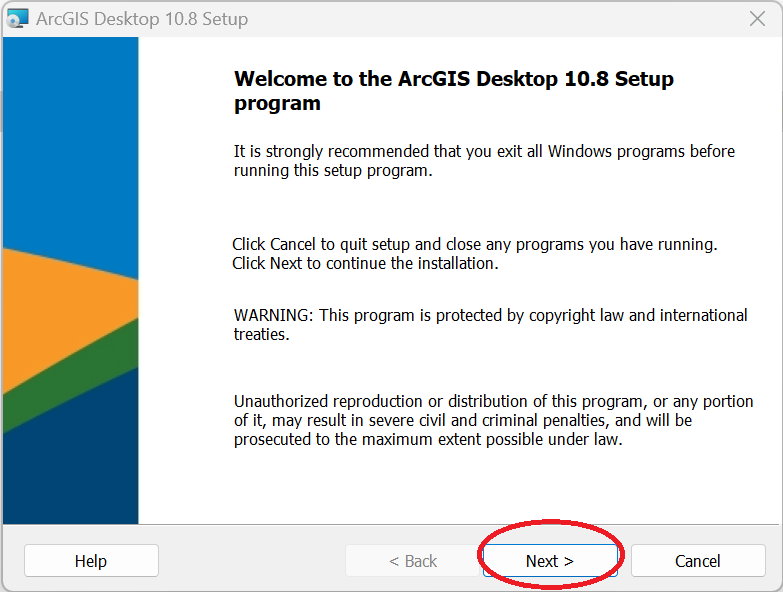 ArcGIS Desktop 10.8 Setup
Welcome to the ArcGIS Desktop 10.8 Setup
program
It is strongly recommended that you exit all Windows programs before
running this setup program.
Click Cancel to quit setup and close any programs you have running.
Click Next to continue the installation.
WARNING: This program is protected by copyright law and international
treaties.
Unauthorized reproduction or distribution of this program, or any portion
of it, may result in severe civil and criminal penalties, and will be
prosecuted to the maximum extent possible under law.
Help
< Back
Next >
Cancel